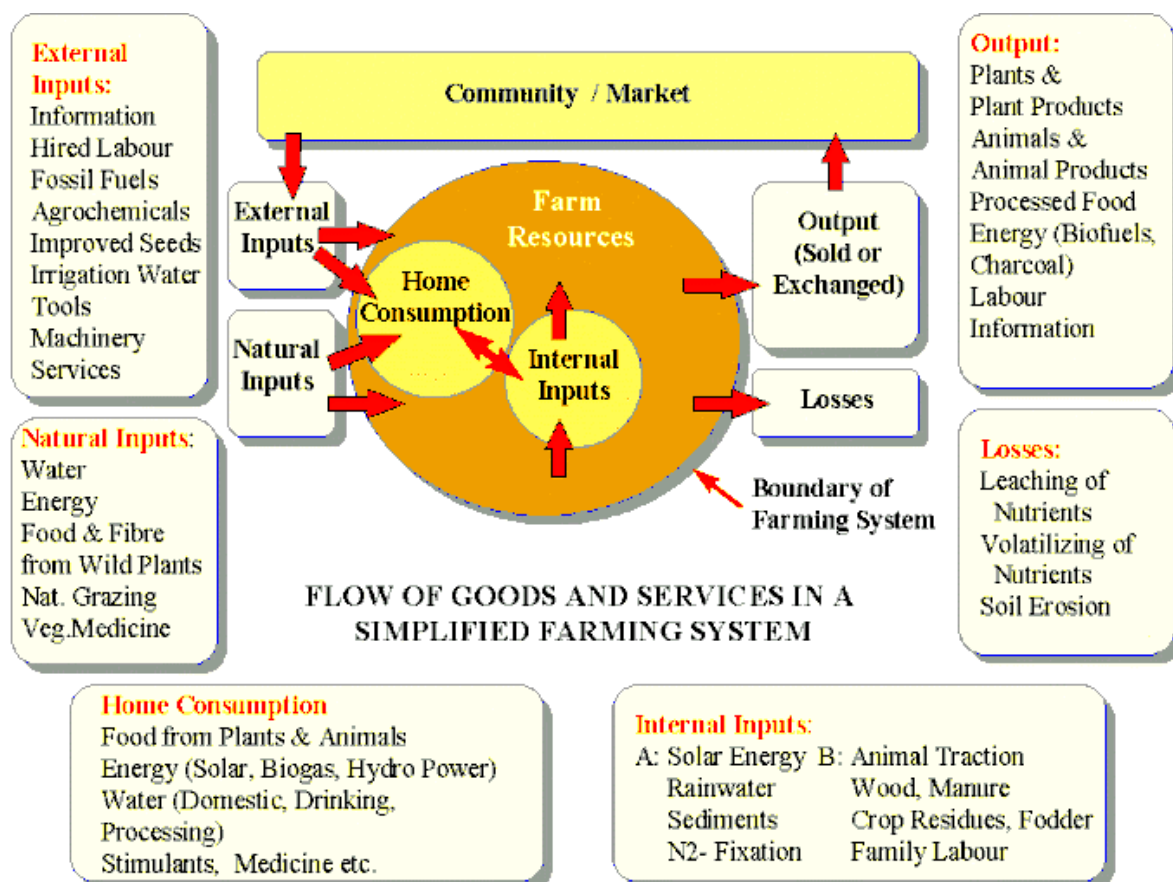 External
Inputs:
Information
Hired Labour
Fossil Fuels
Agrochemicals
Improved Seeds
Irrigation Water
Tools
Machinery
Services
Natural Inputs:
Water
Energy
Food & Fibre
from Wild Plants
Nat. Grazing
Veg.Medicine
Community / Market
External
Inputs
Natural
Inputs
Farm
Resources
Home
Consumption
Internal
Inputs
Output
(Sold or
Exchanged)
Losses
Boundary of
Farming System
FLOW OF GOODS AND SERVICES IN A
SIMPLIFIED FARMING SYSTEM
Output:
Plants &
Plant Products
Animals &
Animal Products
Processed Food
Energy (Biofuels,
Charcoal)
Labour
Information
Losses:
Leaching of
Nutrients
Volatilizing of
Nutrients
Soil Erosion
Home Consumption
Food from Plants & Animals
Energy (Solar, Biogas, Hydro Power)
Water (Domestic, Drinking,
Processing)
Stimulants, Medicine etc.
Internal Inputs:
A: Solar Energy B: Animal Traction
Rainwater Wood, Manure
Sediments Crop Residues, Fodder
N2- Fixation Family Labour